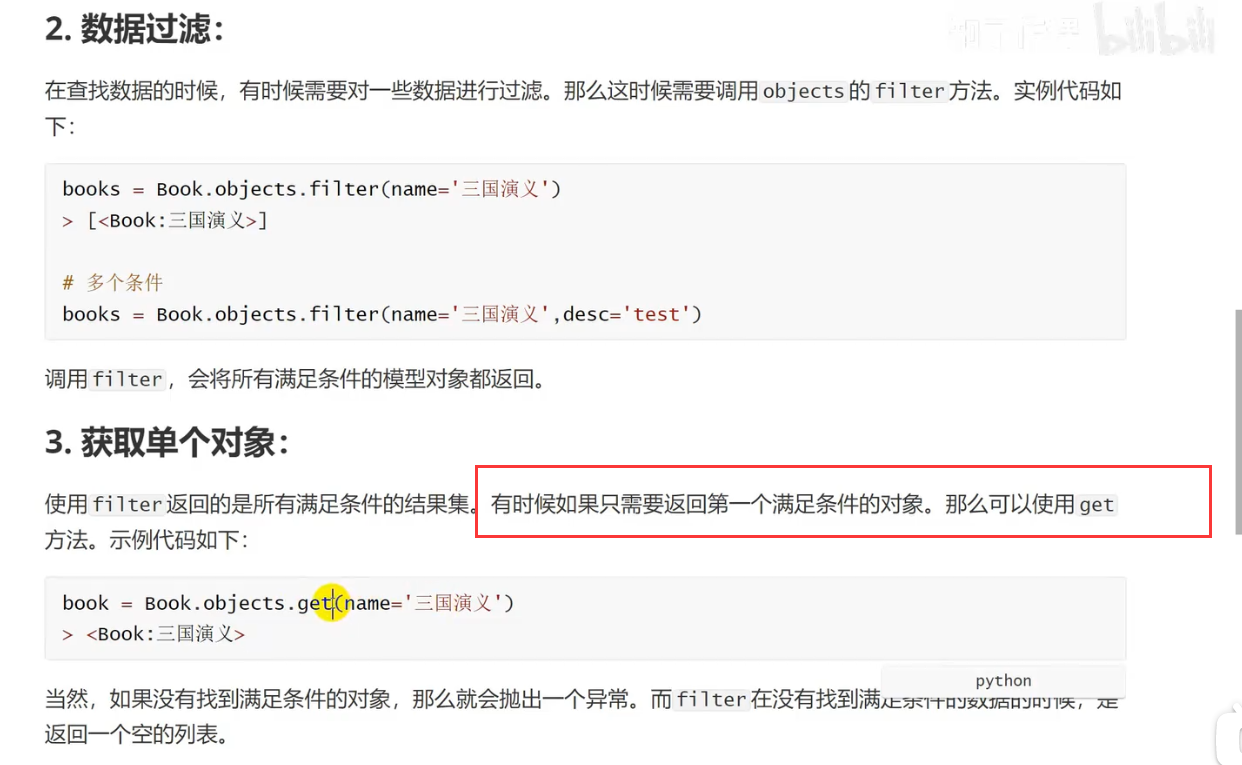 2. 数据过滤：
bilibili
在查找数据的时候，有时候需要对一些数据进行过滤。那么这时候需要调用objects的filter方法。实例代码如
下：
books = Book.objects.filter(name='三国演义')
> [<Book:三国演义>]
# 多个条件
books = Book.objects.filter(name='三国演义',desc='test')
调用filter，会将所有满足条件的模型对象都返回。
3. 获取单个对象：
使用filter返回的是所有满足条件的结果集。有时候如果只需要返回第一个满足条件的对象。那么可以使用get
方法。示例代码如下：
book = Book.objects.get(name='三国演义')
> <Book:三国演义>
python
当然，如果没有找到满足条件的对象，那么就会抛出一个异常。而filter在没有找到满足条件的数据的时候，是
返回一个空的列表。